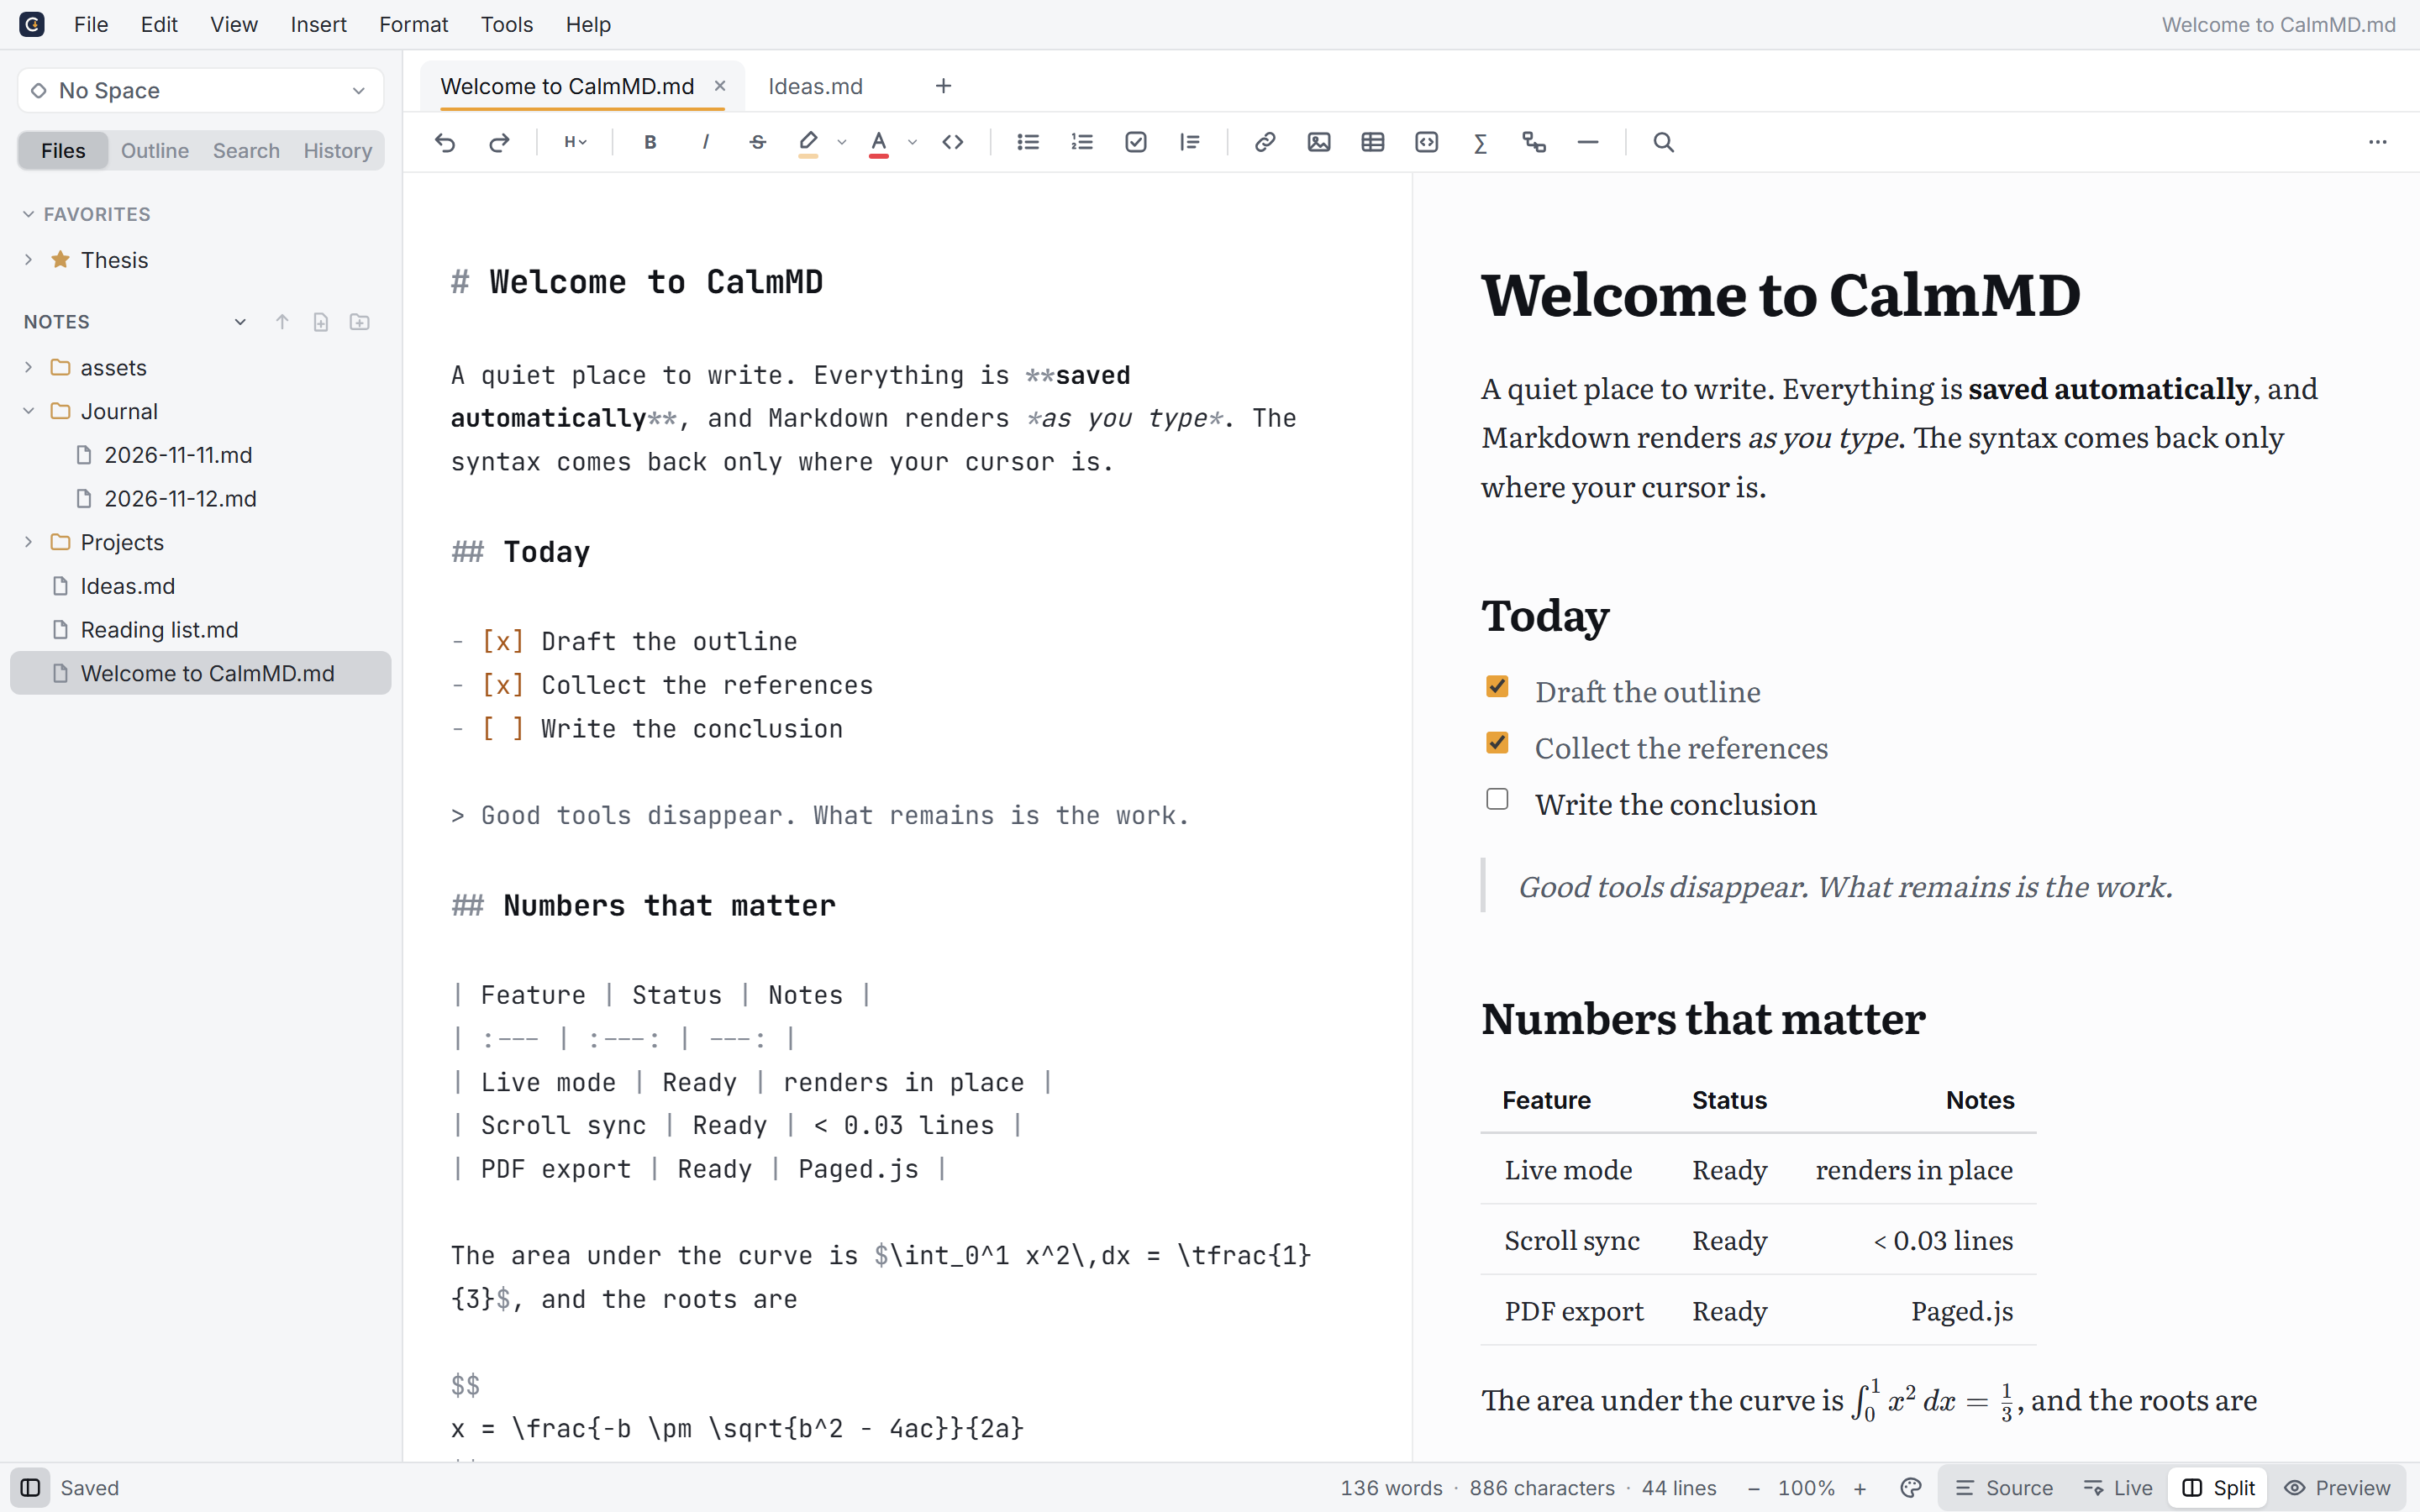 File Edit View Insert Format Tools Help
Welcome to CalmMD.md
No Space
Files Outline Search History
FAVORITES
Thesis
NOTES
assets
Journal
2026-11-11.md
2026-11-12.md
Projects
Ideas.md
Reading list.md
Welcome to CalmMD.md
Welcome to CalmMD.md
Ideas.md
# Welcome to CalmMD
A quiet place to write. Everything is **saved
automatically**, and Markdown renders *as you type*. The
syntax comes back only where your cursor is.
## Today
- [x] Draft the outline
- [x] Collect the references
- [ ] Write the conclusion
> Good tools disappear. What remains is the work.
## Numbers that matter
| Feature | Status | Notes |
| :--- | :---: | ---: |
| Live mode | Ready | renders in place |
| Scroll sync | Ready | < 0.03 lines |
| PDF export | Ready | Paged.js |
The area under the curve is $\int_0^1 x^2\,dx = \tfrac{1}
{3}$, and the roots are
$$
x = \frac{-b \pm \sqrt{b^2 - 4ac}}{2a}
Welcome to CalmMD
A quiet place to write. Everything is saved automatically, and
Markdown renders as you type. The syntax comes back only
where your cursor is.
Today
Draft the outline
Collect the references
Write the conclusion
Good tools disappear. What remains is the work.
Numbers that matter
Feature Status Notes
Live mode Ready renders in place
Scroll sync Ready < 0.03 lines
PDF export Ready Paged.js
The area under the curve is ∫₀¹ x² dx = 1/3, and the roots are
Saved
136 words · 886 characters · 44 lines − 100% + Source Live Split Preview